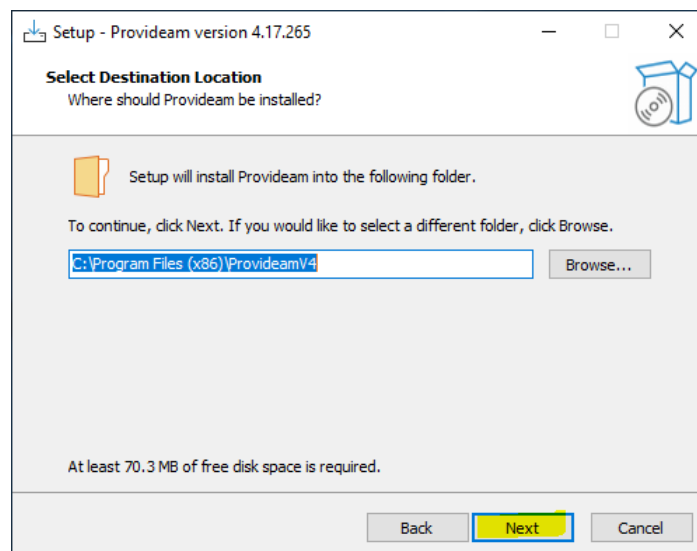 Setup - Provideam version 4.17.265
Select Destination Location
Where should Provideam be installed?
Setup will install Provideam into the following folder.
To continue, click Next. If you would like to select a different folder, click Browse.
C:\Program Files (x86)\ProvideamV4
Browse...
At least 70.3 MB of free disk space is required.
Back Next Cancel